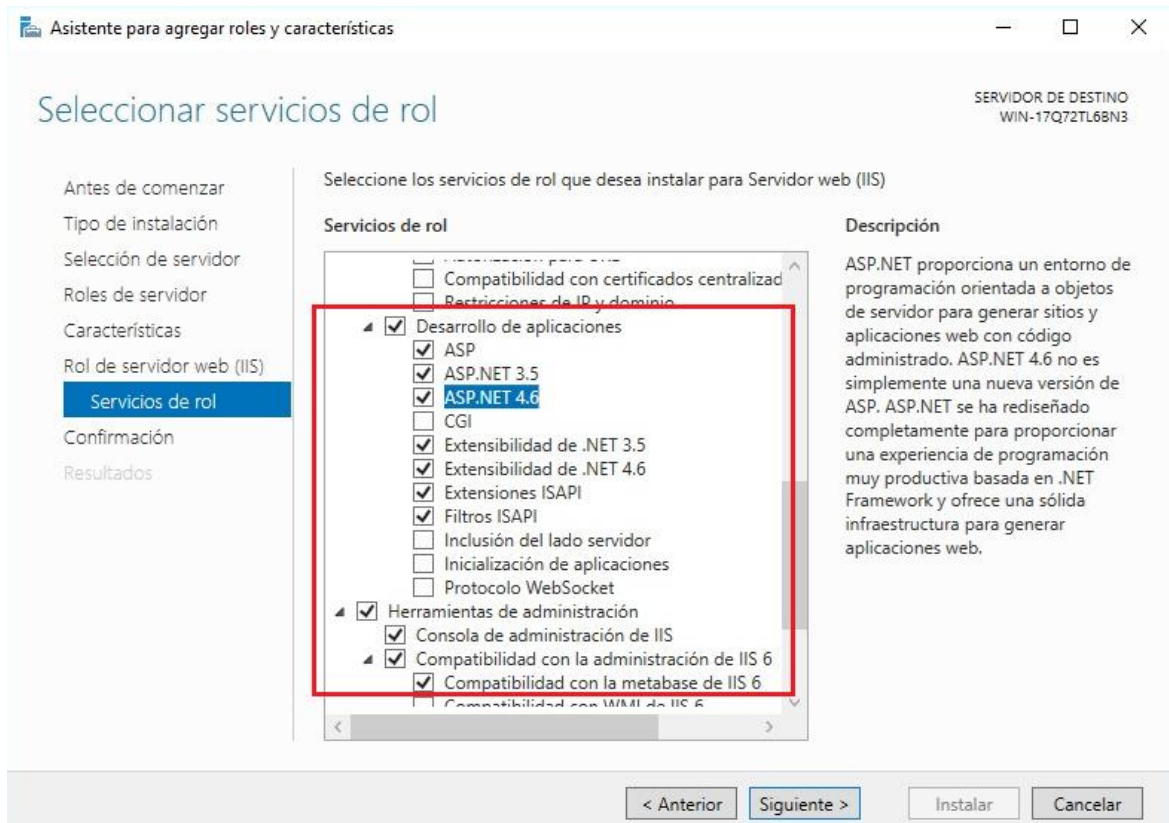 Asistente para agregar roles y características
Seleccionar servicios de rol
SERVIDOR DE DESTINO
WIN-17Q72TL6BN3
Antes de comenzar
Tipo de instalación
Selección de servidor
Roles de servidor
Características
Rol de servidor web (IIS)
Servicios de rol
Confirmación
Resultados
Seleccione los servicios de rol que desea instalar para Servidor web (IIS)
Servicios de rol
Compatibilidad con certificados centralizad
Restricciones de IP y dominio
Desarrollo de aplicaciones
ASP
ASP.NET 3.5
ASP.NET 4.6
CGI
Extensibilidad de .NET 3.5
Extensibilidad de .NET 4.6
Extensiones ISAPI
Filtros ISAPI
Inclusión del lado servidor
Inicialización de aplicaciones
Protocolo WebSocket
Herramientas de administración
Consola de administración de IIS
Compatibilidad con la administración de IIS 6
Compatibilidad con la metabase de IIS 6
Compatibilidad con WMI de IIS 6
Descripción
ASP.NET proporciona un entorno de
programación orientada a objetos
de servidor para generar sitios y
aplicaciones web con código
administrado. ASP.NET 4.6 no es
simplemente una nueva versión de
ASP. ASP.NET se ha rediseñado
completamente para proporcionar
una experiencia de programación
muy productiva basada en .NET
Framework y ofrece una sólida
infraestructura para generar
aplicaciones web.
< Anterior
Siguiente >
Instalar
Cancelar